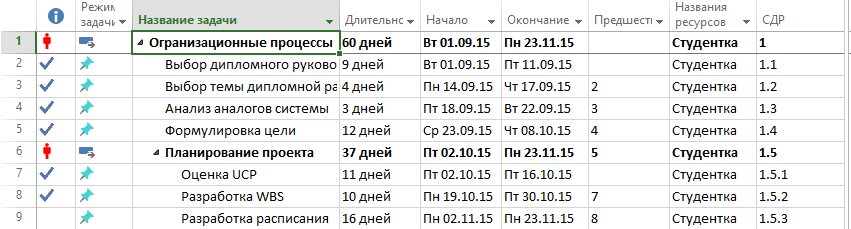 Режим задачи Название задачи Длительнос Начало Окончание Предшестве Названия ресурсов СДР
1 Огранизационные процессы 60 дней Вт 01.09.15 Пн 23.11.15 Студентка 1
2 Выбор дипломного руково 9 дней Вт 01.09.15 Пт 11.09.15 Студентка 1.1
3 Выбор темы дипломной ра 4 дней Пн 14.09.15 Чт 17.09.15 2 Студентка 1.2
4 Анализ аналогов системы 3 дней Пт 18.09.15 Вт 22.09.15 3 Студентка 1.3
5 Формулировка цели 12 дней Ср 23.09.15 Чт 08.10.15 4 Студентка 1.4
6 Планирование проекта 37 дней Пт 02.10.15 Пн 23.11.15 5 Студентка 1.5
7 Оценка UCP 11 дней Пт 02.10.15 Пт 16.10.15 Студентка 1.5.1
8 Разработка WBS 10 дней Пн 19.10.15 Пт 30.10.15 7 Студентка 1.5.2
9 Разработка расписания 16 дней Пн 02.11.15 Пн 23.11.15 8 Студентка 1.5.3